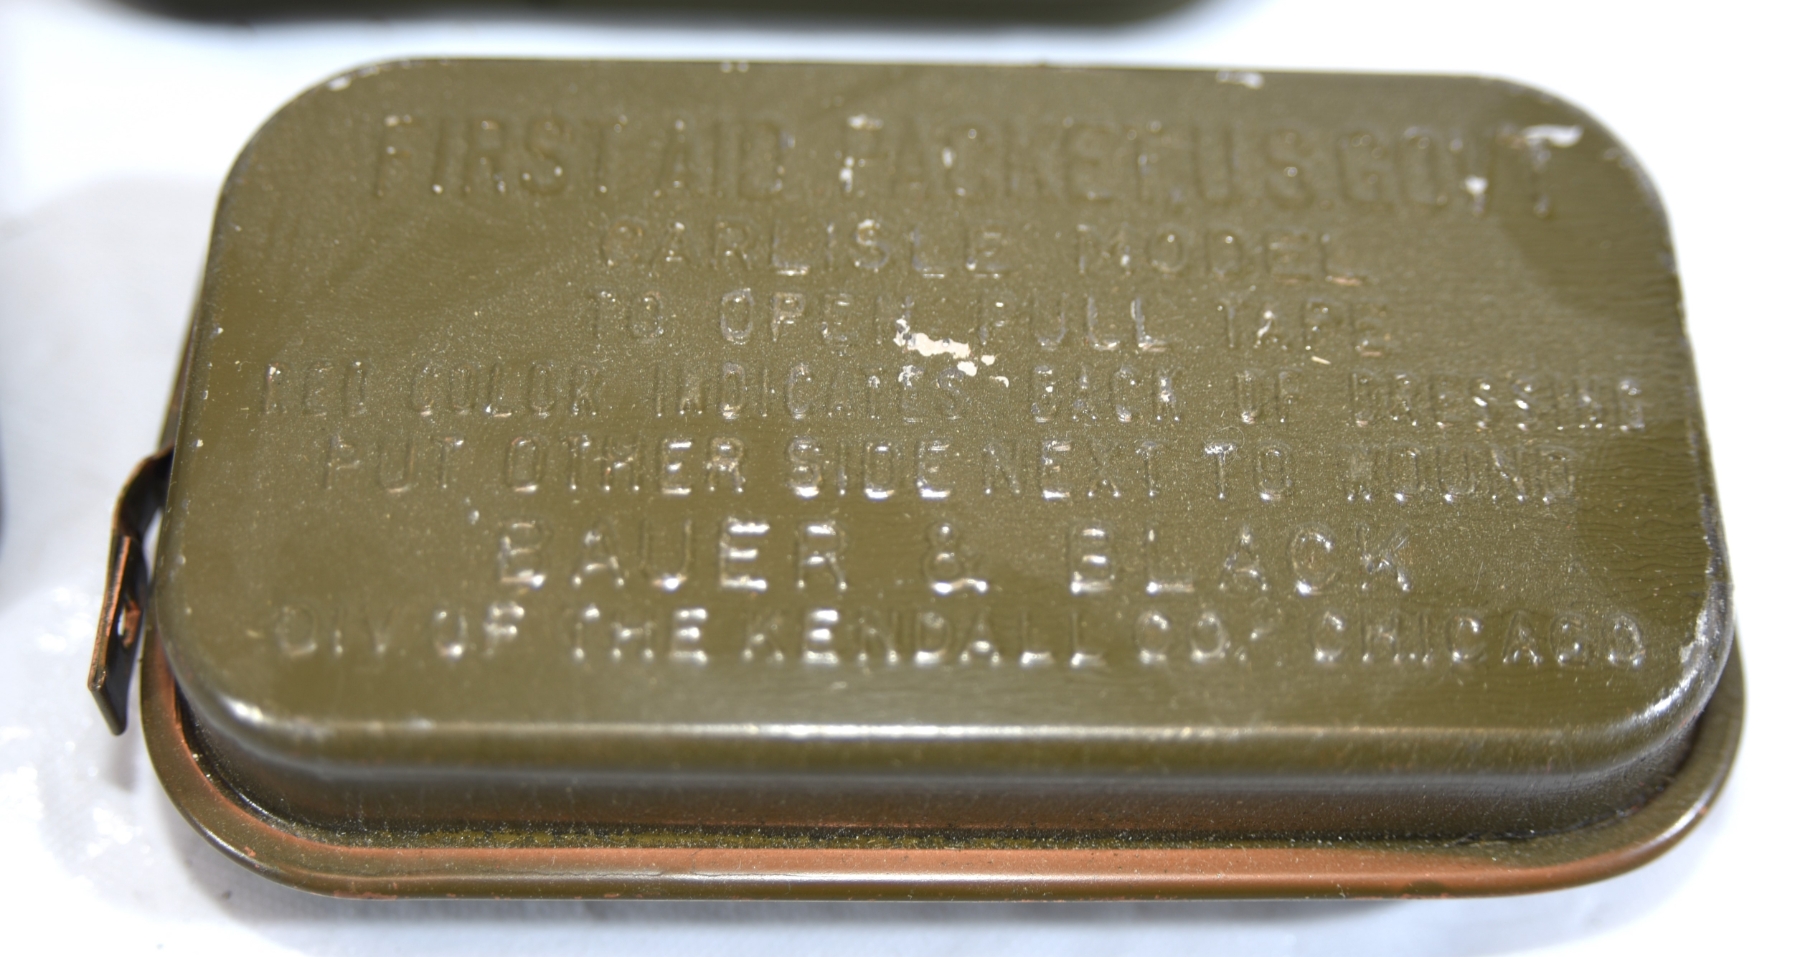 FIRST AID PACKET. U.S. GOVT
CARLISLE MODEL
TO OPEN PULL TAPE
RED COLOR INDICATES BACK OF DRESSING
PUT OTHER SIDE NEXT TO WOUND
BAUER & BLACK
DIV. OF THE KENDALL CO. CHICAGO